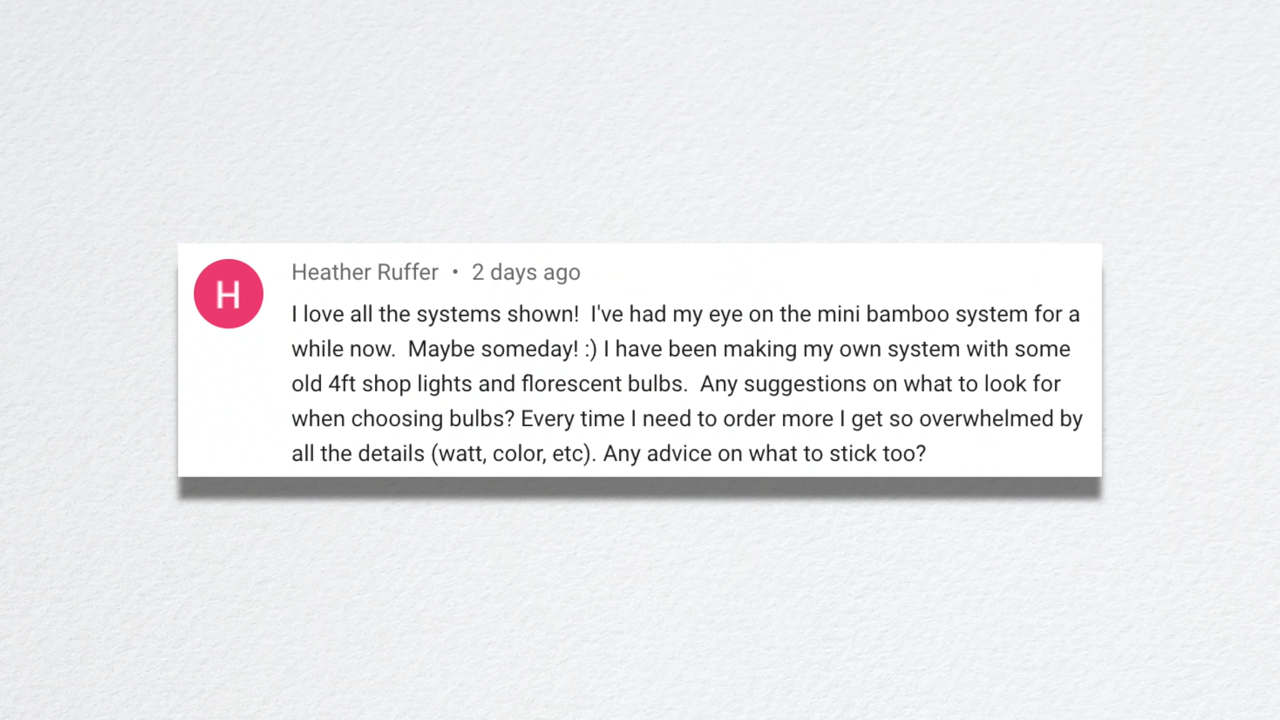 H
Heather Ruffer • 2 days ago
I love all the systems shown!  I've had my eye on the mini bamboo system for a
while now.  Maybe someday! :) I have been making my own system with some
old 4ft shop lights and florescent bulbs.  Any suggestions on what to look for
when choosing bulbs? Every time I need to order more I get so overwhelmed by
all the details (watt, color, etc). Any advice on what to stick too?